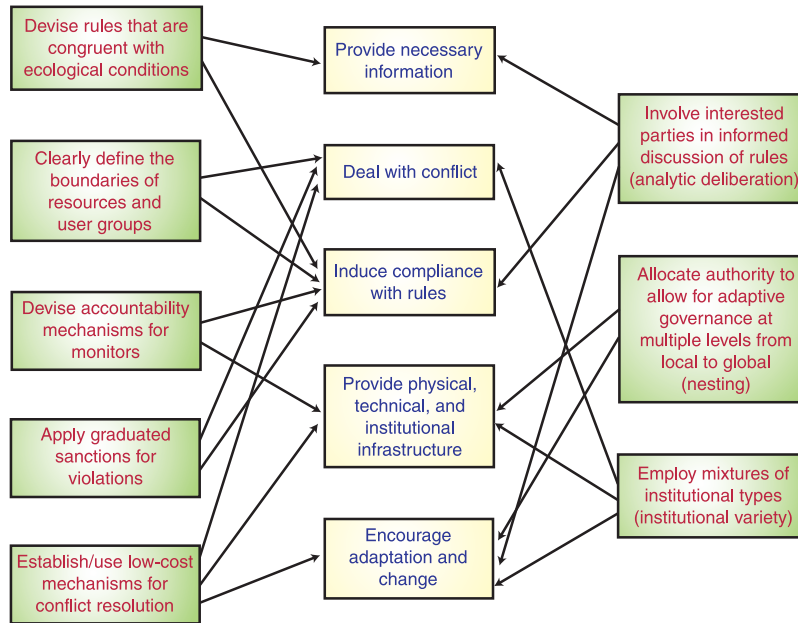 Devise rules that are
congruent with
ecological conditions
Clearly define the
boundaries of
resources and
user groups
Devise accountability
mechanisms for
monitors
Apply graduated
sanctions for
violations
Establish/use low-cost
mechanisms for
conflict resolution
Provide necessary
information
Deal with conflict
Induce compliance
with rules
Provide physical,
technical, and
institutional
infrastructure
Encourage
adaptation and
change
Involve interested
parties in informed
discussion of rules
(analytic deliberation)
Allocate authority to
allow for adaptive
governance at
multiple levels from
local to global
(nesting)
Employ mixtures of
institutional types
(institutional variety)